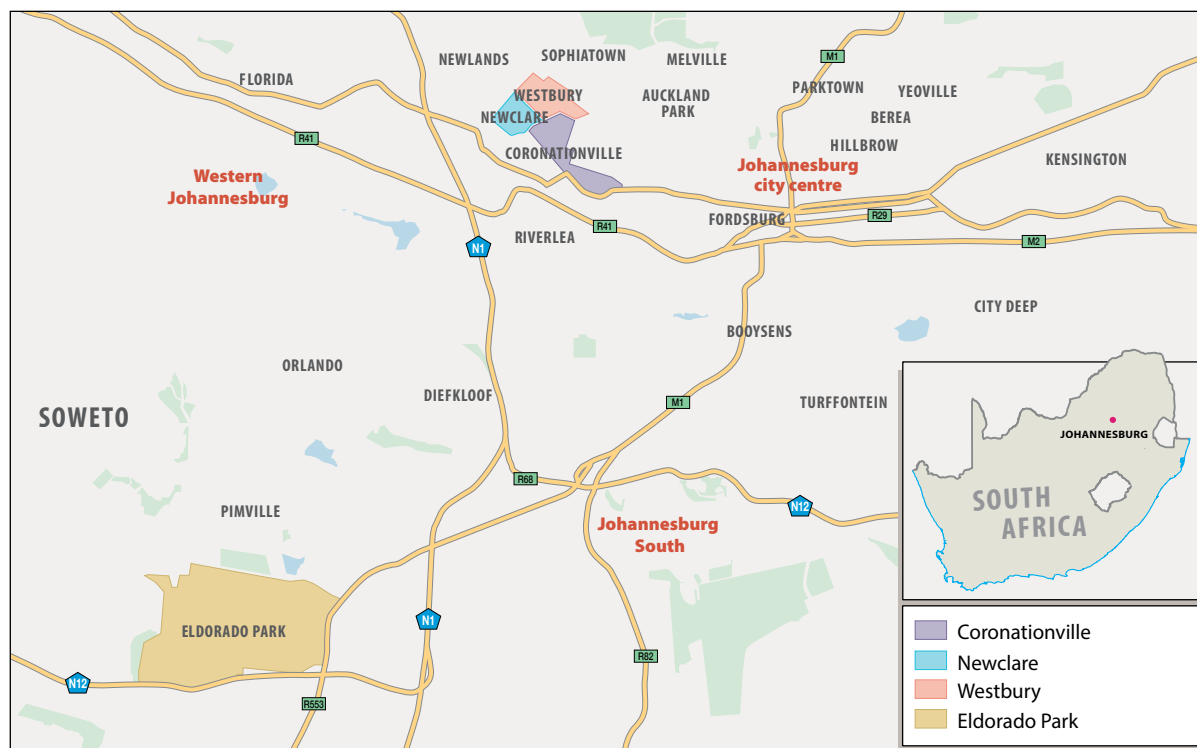 NEWLANDS
SOPHIATOWN
MELVILLE
M1
FLORIDA
PARKTOWN
YEOVILLE
WESTBURY
AUCKLAND
PARK
NEWCLARE
BEREA
R41
HILLBROW
CORONATIONVILLE
KENSINGTON
Western
Johannesburg
Johannesburg
city centre
FORDSBURG
R29
R41
RIVERLEA
N1
M2
CITY DEEP
BOOYSENS
ORLANDO
DIEFKLOOF
M1
TURFFONTEIN
SOWETO
R68
N12
PIMVILLE
Johannesburg
South
ELDORADO PARK
N1
R82
N12
R553
JOHANNESBURG
SOUTH
AFRICA
Coronationville
Newclare
Westbury
Eldorado Park